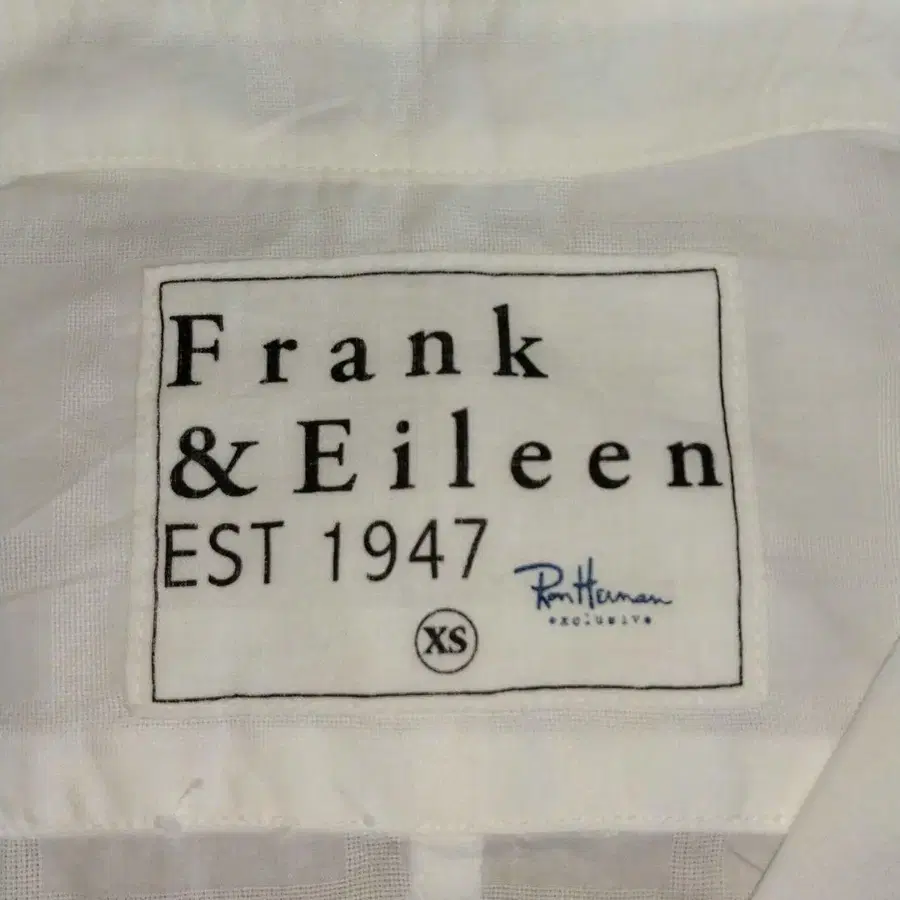 Frank
& Eileen
EST 1947
Ron Herman
exclusive
XS